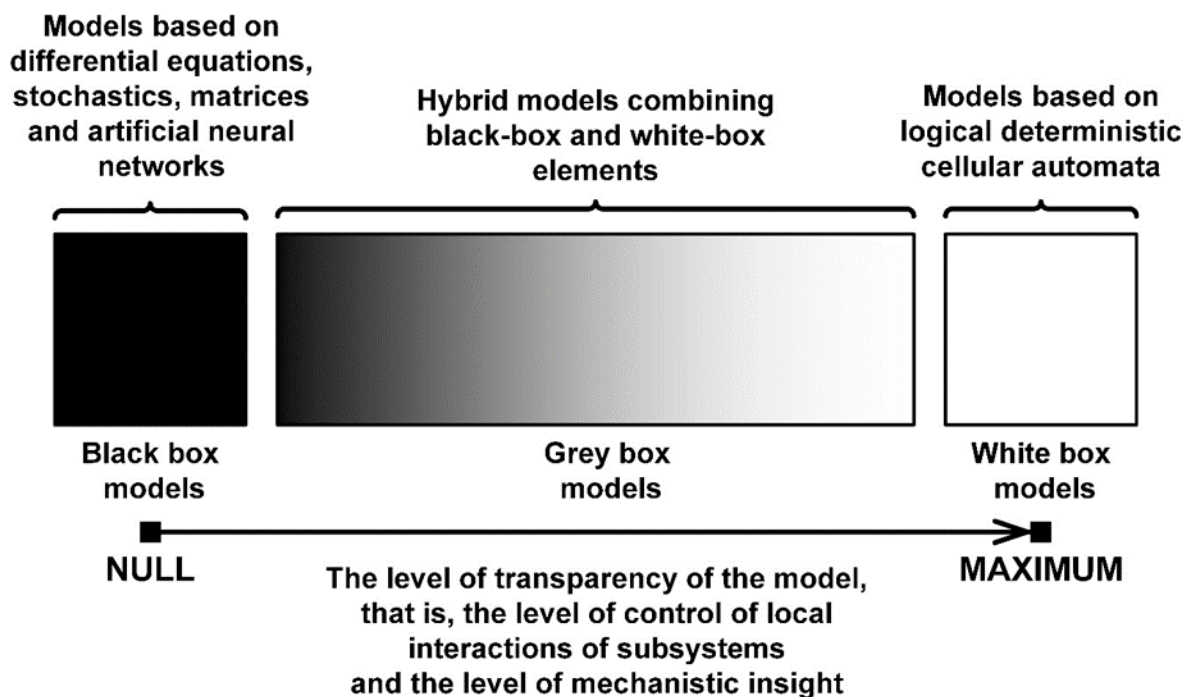 Models based on
differential equations,
stochastics, matrices
and artificial neural
networks
Hybrid models combining
black-box and white-box
elements
Models based on
logical deterministic
cellular automata
Black box
models
Grey box
models
White box
models
NULL
MAXIMUM
The level of transparency of the model,
that is, the level of control of local
interactions of subsystems
and the level of mechanistic insight